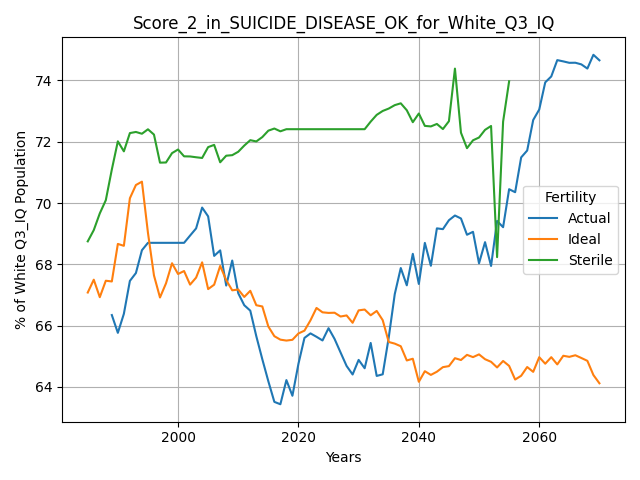 Score_2_in_SUICIDE_DISEASE_OK_for_White_Q3_IQ
% of White Q3_IQ Population
74
72
70
68
66
64
Fertility
Actual
Ideal
Sterile
2000
2020
2040
2060
Years